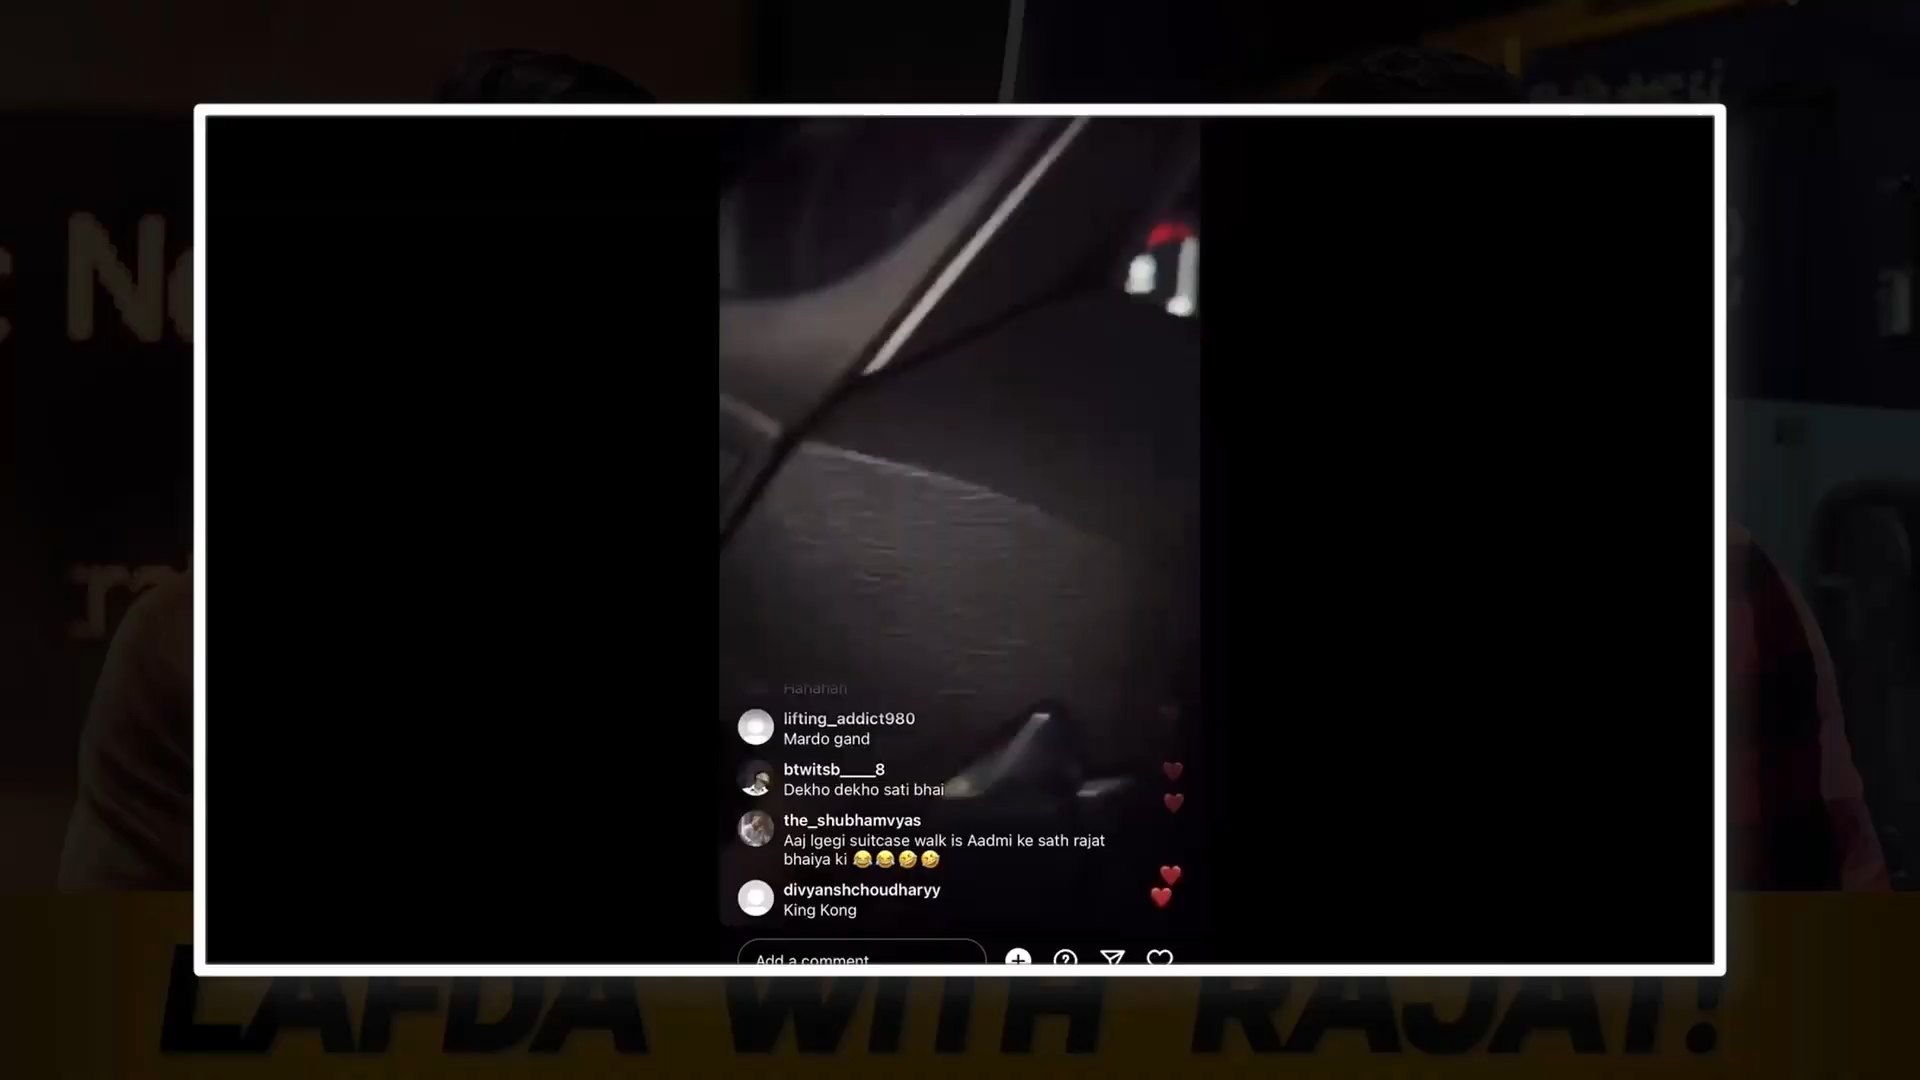 Hahahah
lifting_addict980
Mardo gand
btwitsb____8
Dekho dekho sati bhai
the_shubhamvyas
Aaj lgegi suitcase walk is Aadmi ke sath rajat
bhaiya ki 😂😂🤣🤣
divyanshchoudharyy
King Kong
Add a comment
LAFDA WITH RAJAT!